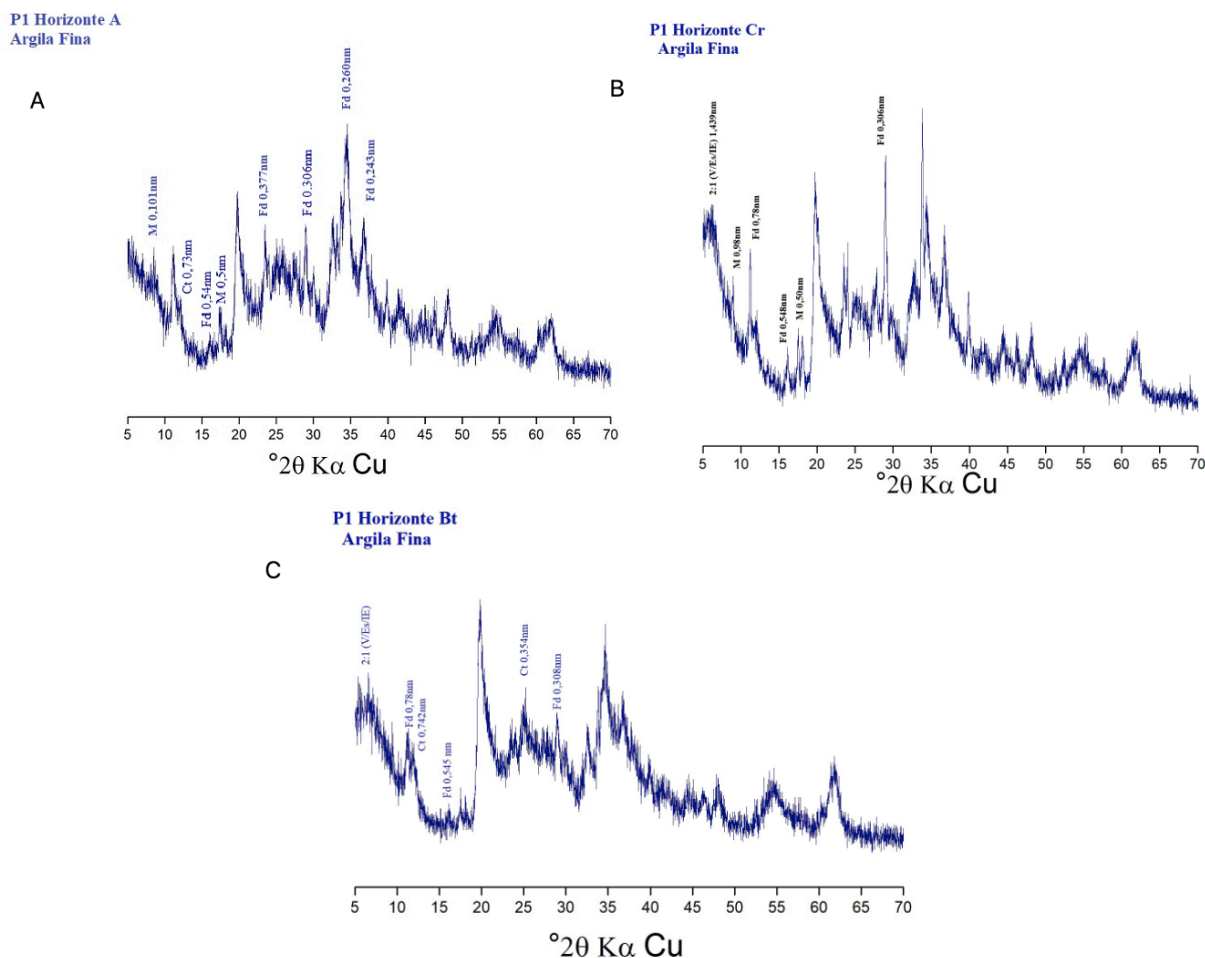 P1 Horizonte A
Argila Fina
A
M 0,101nm
Ct 0,73nm
Fd 0,54nm
M 0,5nm
Fd 0,377nm
Fd 0.306nm
Fd 0,260nm
Fd 0,243nm
5 10 15 20 25 30 35 40 45 50 55 60 65 70
°2θ Kα Cu
P1 Horizonte Cr
Argila Fina
B
2:1 (V/Es/IE) 1,439nm
M 0,98nm
Fd 0,78nm
Fd 0,548nm
M 0,50nm
Fd 0,306nm
5 10 15 20 25 30 35 40 45 50 55 60 65 70
°2θ Kα Cu
P1 Horizonte Bt
Argila Fina
C
2:1 (V/Es/IE)
Fd 0,78nm
Ct 0,742nm
Fd 0,545 nm
Ct 0,354nm
Fd 0,308nm
5 10 15 20 25 30 35 40 45 50 55 60 65 70
°2θ Kα Cu